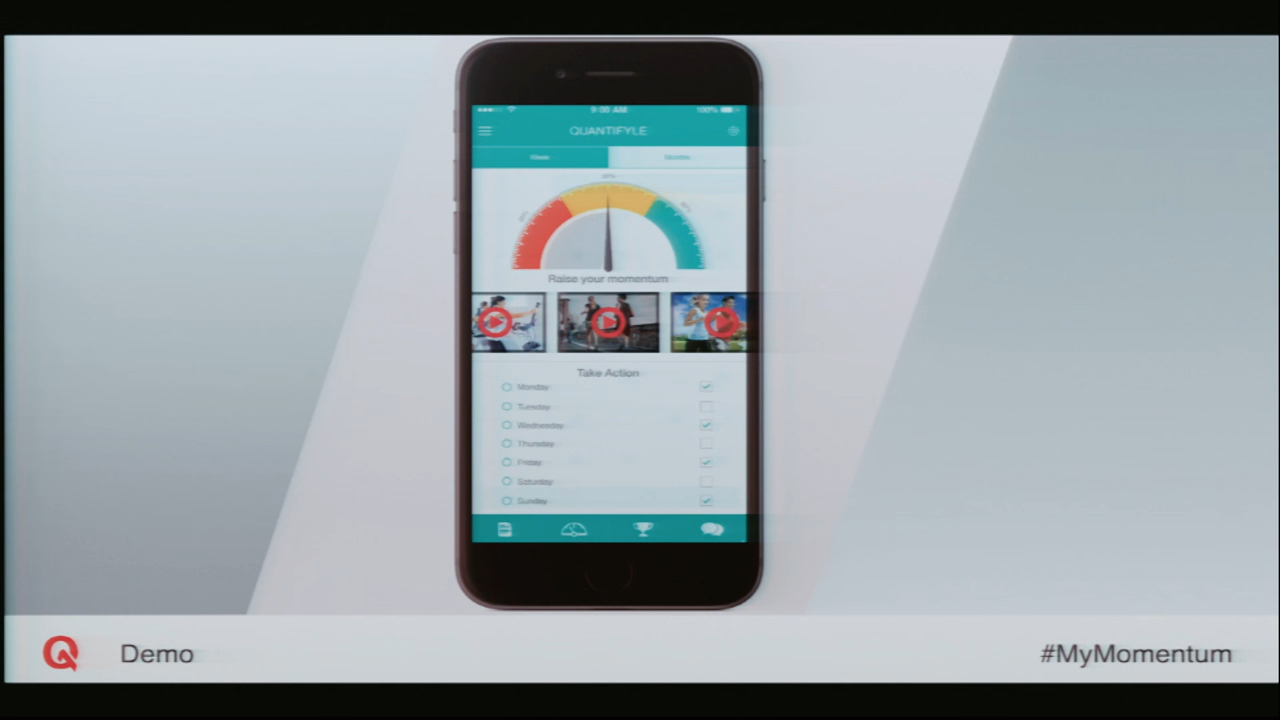 9:00 AM 100%
QUANTIFYLE
Raise your momentum
Take Action
Monday
Tuesday
Wednesday
Thursday
Friday
Saturday
Sunday
Q Demo #MyMomentum